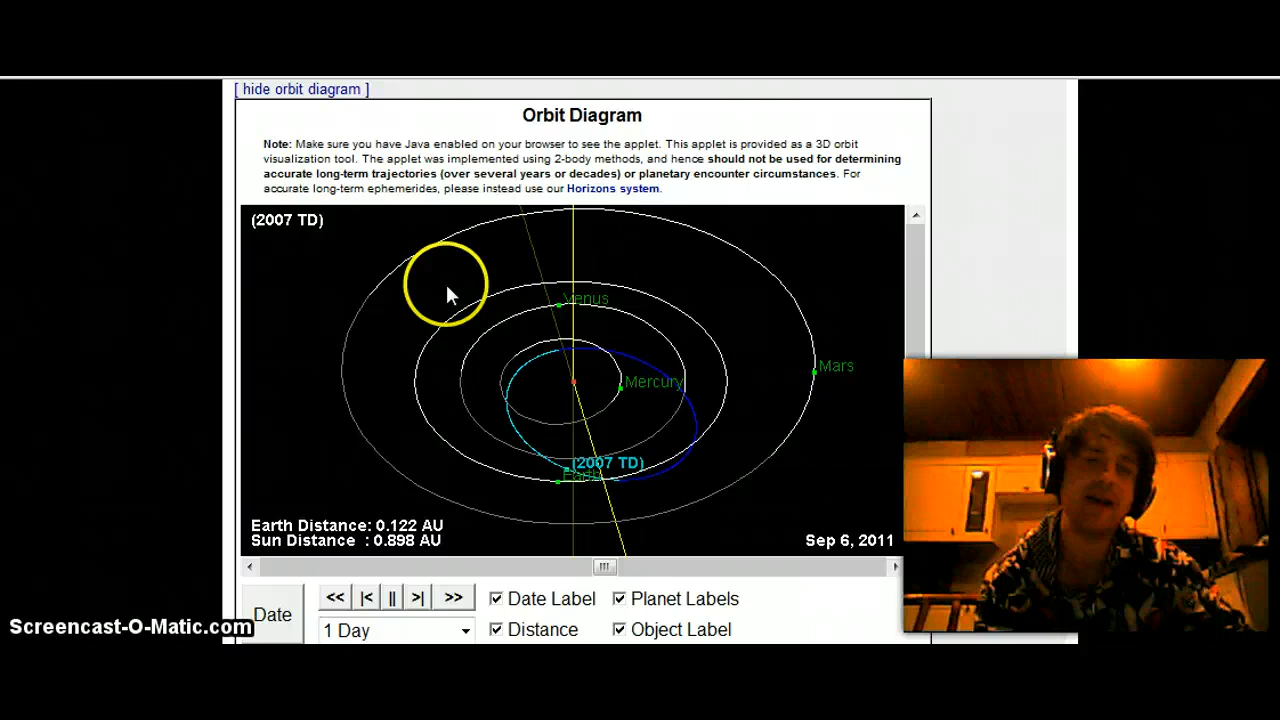 [ hide orbit diagram ]
Orbit Diagram
Note: Make sure you have Java enabled on your browser to see the applet. This applet is provided as a 3D orbit
visualization tool. The applet was implemented using 2-body methods, and hence should not be used for determining
accurate long-term trajectories (over several years or decades) or planetary encounter circumstances. For
accurate long-term ephemerides, please instead use our Horizons system.
(2007 TD)
Venus
Mars
Mercury
(2007 TD)
Earth
Earth Distance: 0.122 AU
Sun Distance : 0.898 AU
Sep 6, 2011
Date
<< |< || >| >>
Date Label
Planet Labels
1 Day
Distance
Object Label
Screencast-O-Matic.com